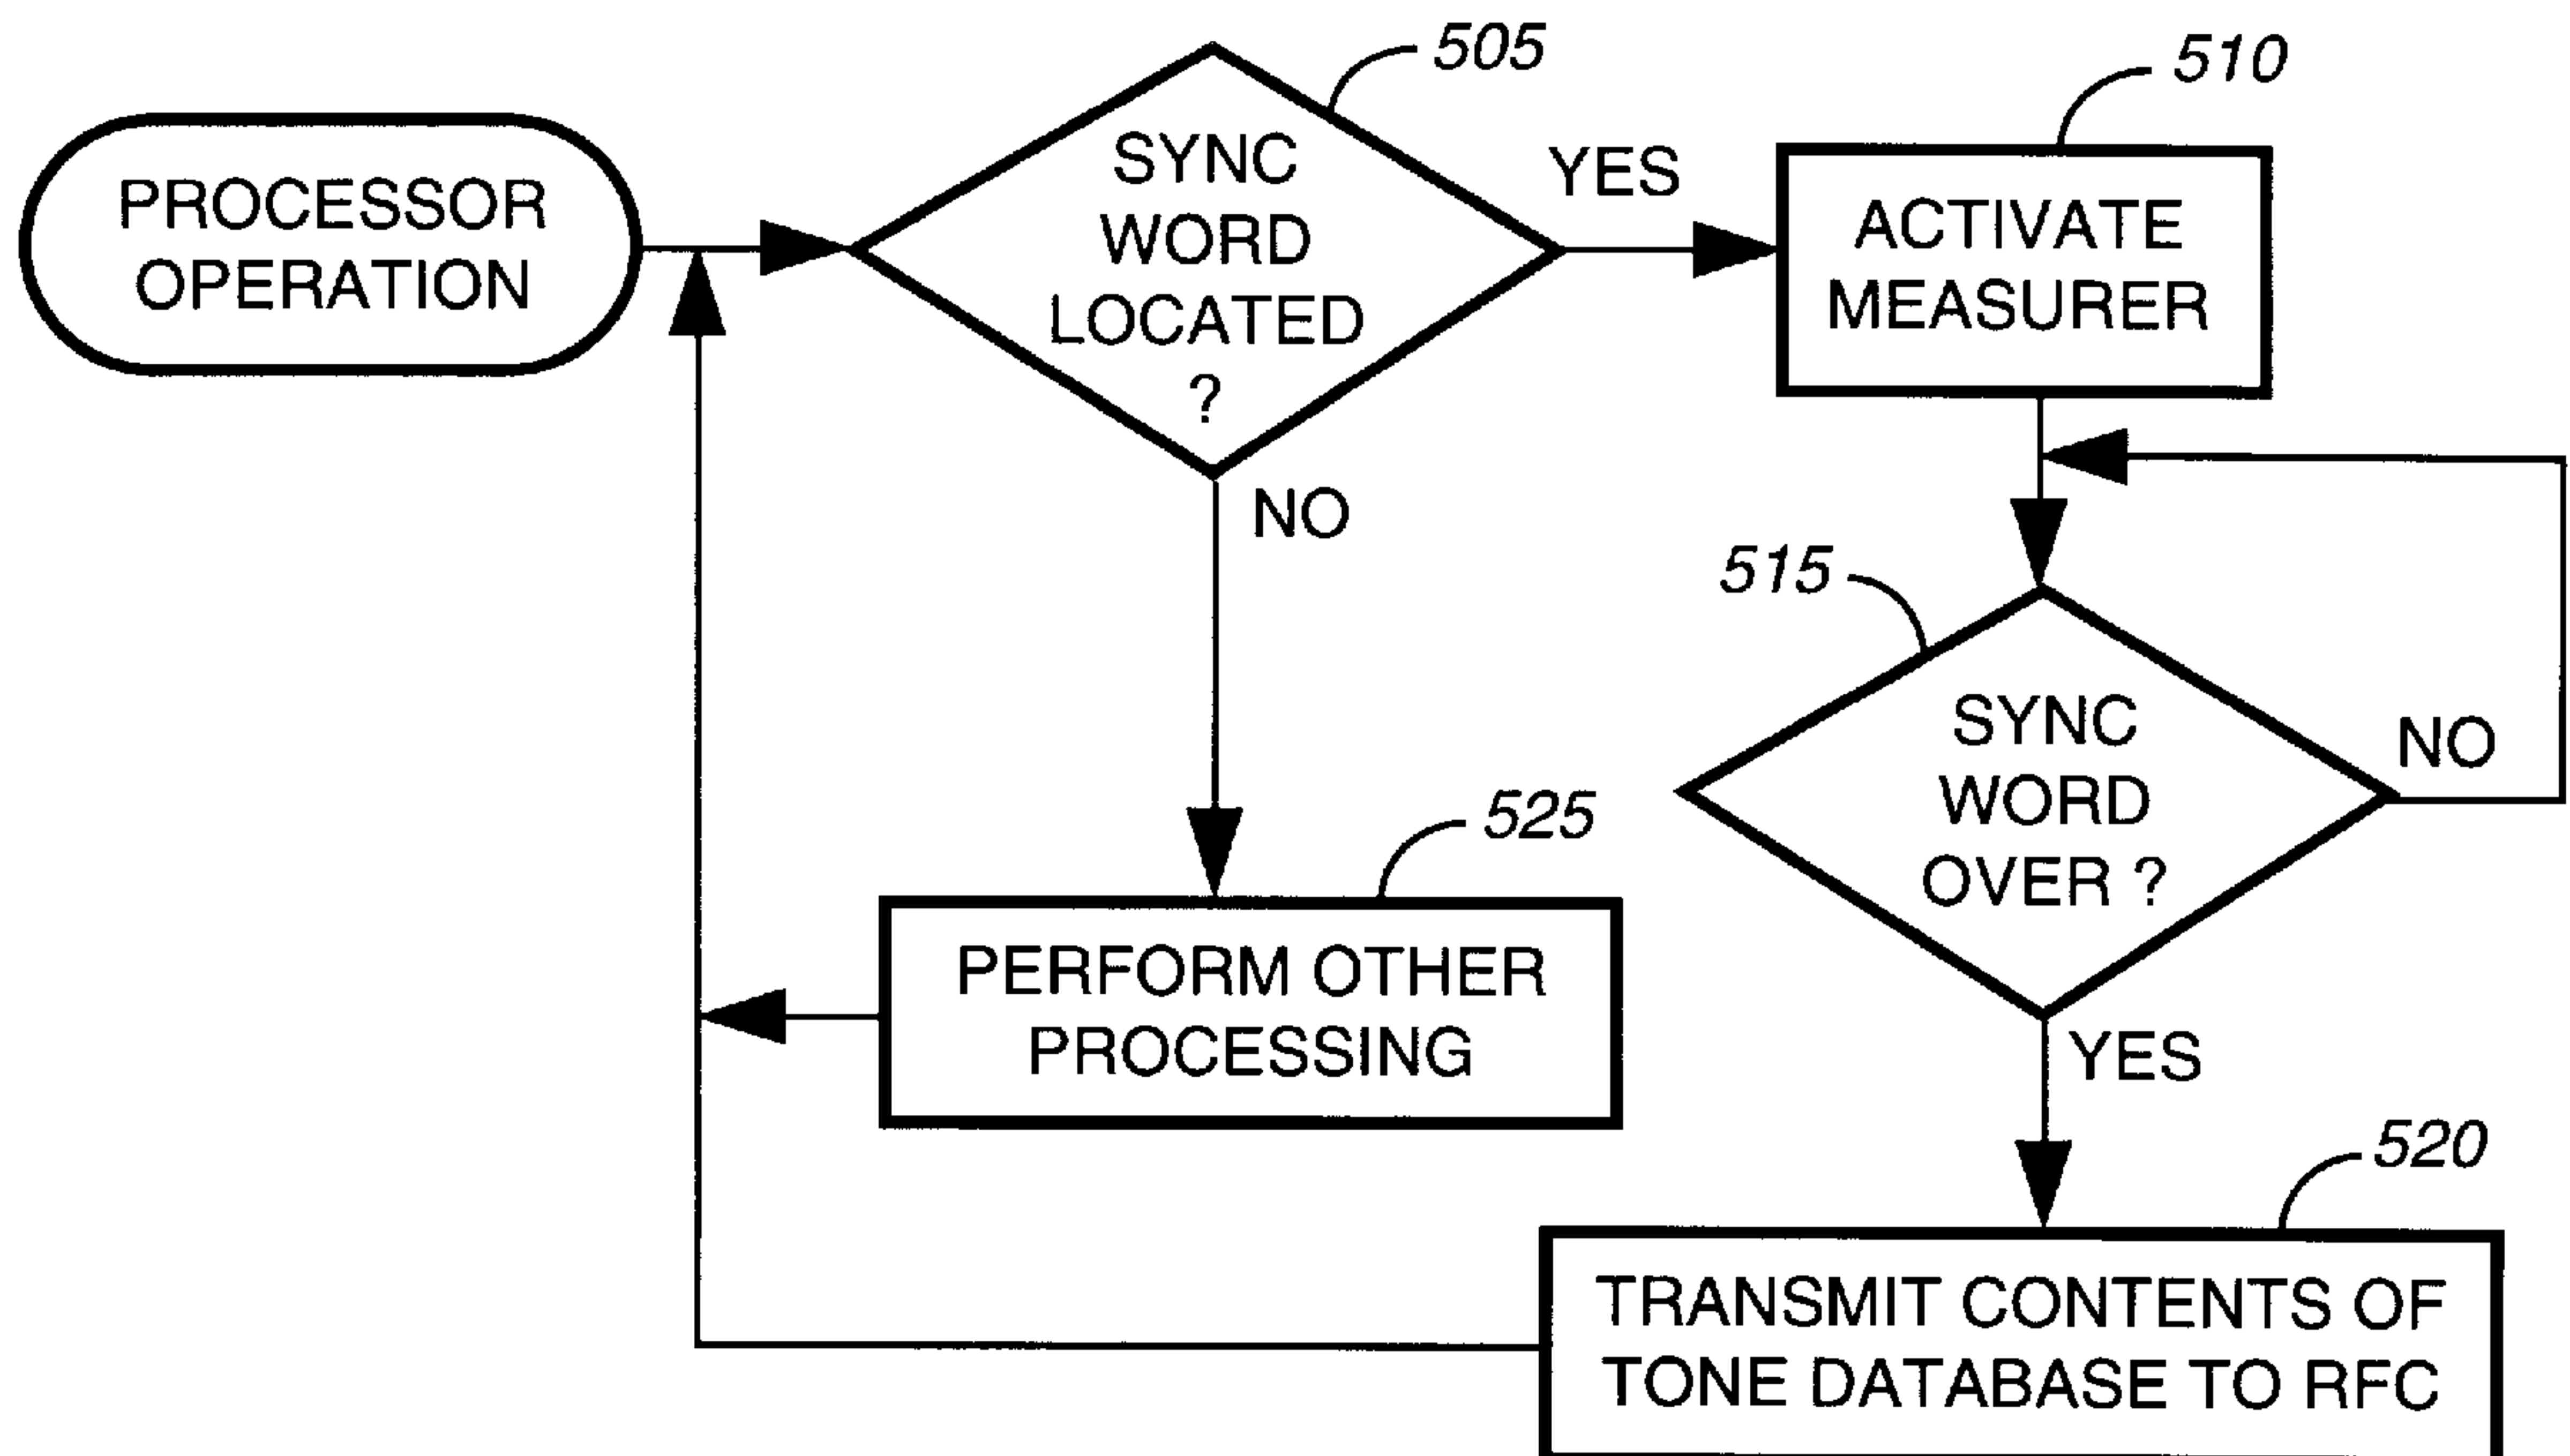 PROCESSOR
OPERATION
505
SYNC
WORD
LOCATED
?
YES
NO
510
ACTIVATE
MEASURER
515
SYNC
WORD
OVER ?
NO
YES
525
PERFORM OTHER
PROCESSING
520
TRANSMIT CONTENTS OF
TONE DATABASE TO RFC